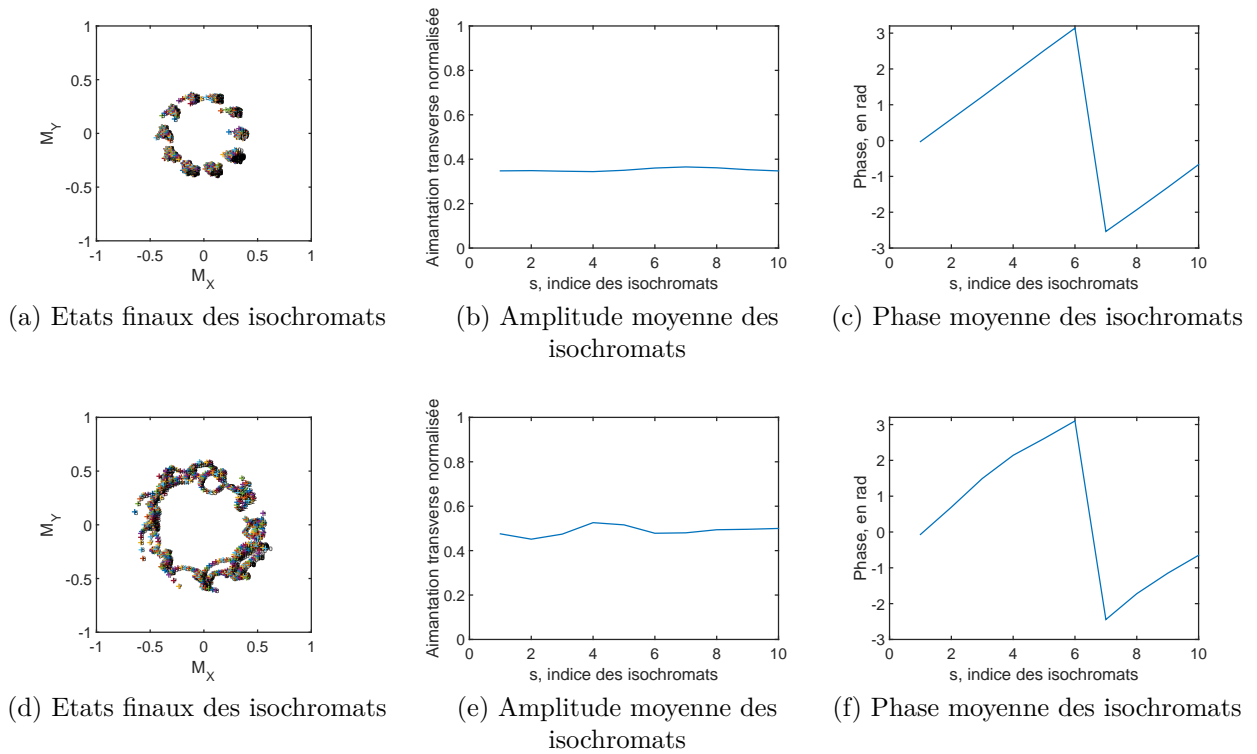 1
0.5
0
-0.5
-1
-1 -0.5 0 0.5 1
M_Y
M_X
(a) Etats finaux des isochromats
1
0.8
0.6
0.4
0.2
0
0 2 4 6 8 10
Aimantation transverse normalisée
s, indice des isochromats
(b) Amplitude moyenne des
isochromats
3
2
1
0
-1
-2
-3
0 2 4 6 8 10
Phase, en rad
s, indice des isochromats
(c) Phase moyenne des isochromats
1
0.5
0
-0.5
-1
-1 -0.5 0 0.5 1
M_Y
M_X
(d) Etats finaux des isochromats
1
0.8
0.6
0.4
0.2
0
0 2 4 6 8 10
Aimantation transverse normalisée
s, indice des isochromats
(e) Amplitude moyenne des
isochromats
3
2
1
0
-1
-2
-3
0 2 4 6 8 10
Phase, en rad
s, indice des isochromats
(f) Phase moyenne des isochromats